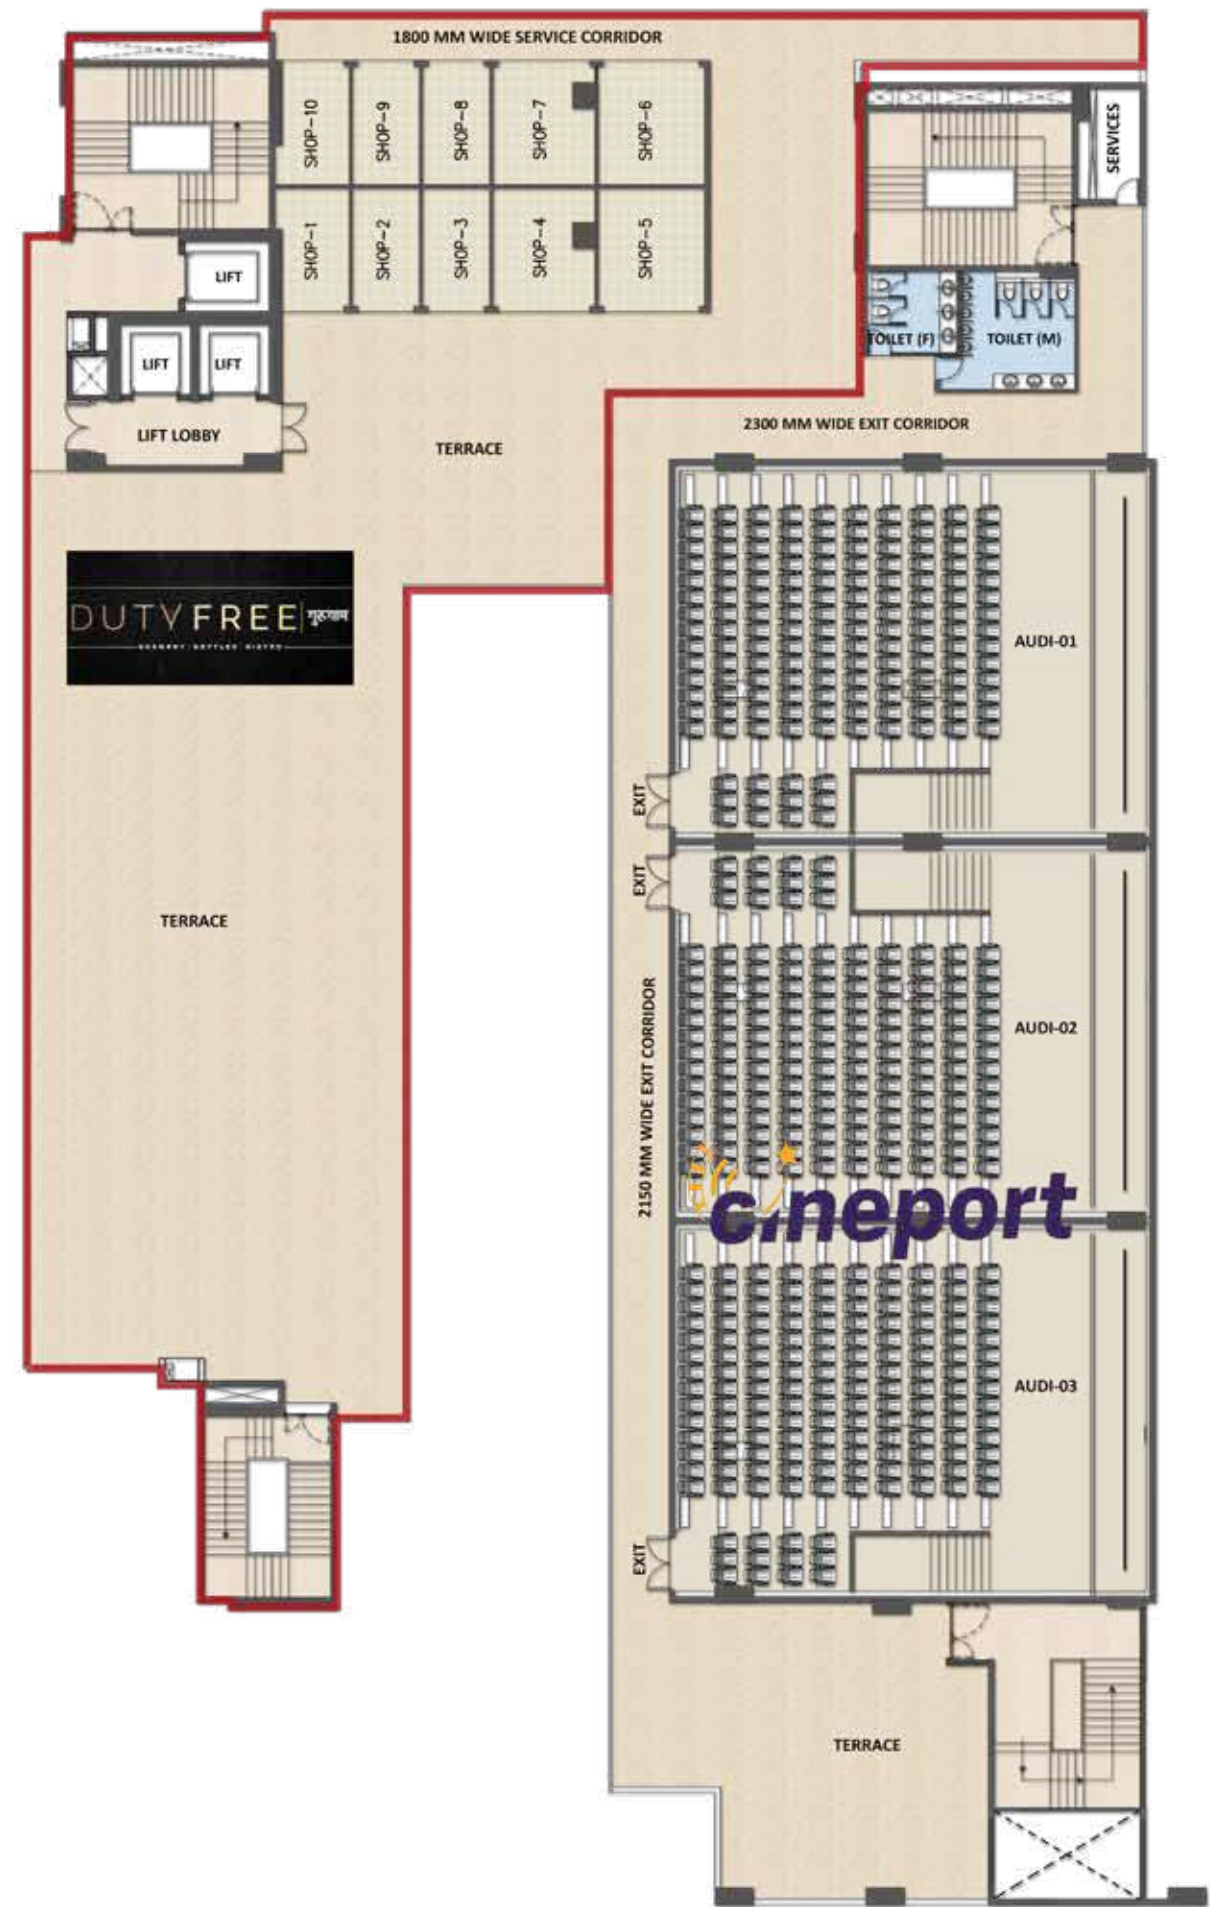 1800 MM WIDE SERVICE CORRIDOR
SHOP-10
SHOP-9
SHOP-8
SHOP-7
SHOP-6
SERVICES
SHOP-1
SHOP-2
SHOP-3
SHOP-4
SHOP-5
LIFT
LIFT
LIFT
TOILET (F)
TOILET (M)
LIFT LOBBY
TERRACE
2300 MM WIDE EXIT CORRIDOR
DUTYFREE गुरुग्राम
AUDI-01
EXIT
EXIT
TERRACE
2150 MM WIDE EXIT CORRIDOR
AUDI-02
cineport
AUDI-03
EXIT
TERRACE